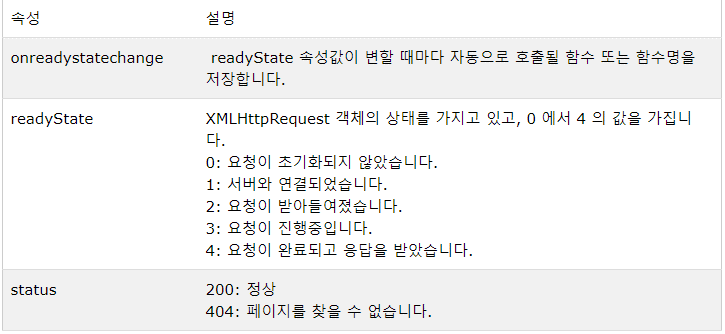 속성 설명
onreadystatechange readyState 속성값이 변할 때마다 자동으로 호출될 함수 또는 함수명을
저장합니다.
readyState XMLHttpRequest 객체의 상태를 가지고 있고, 0 에서 4 의 값을 가집니
다.
0: 요청이 초기화되지 않았습니다.
1: 서버와 연결되었습니다.
2: 요청이 받아들여졌습니다.
3: 요청이 진행중입니다.
4: 요청이 완료되고 응답을 받았습니다.
status 200: 정상
404: 페이지를 찾을 수 없습니다.